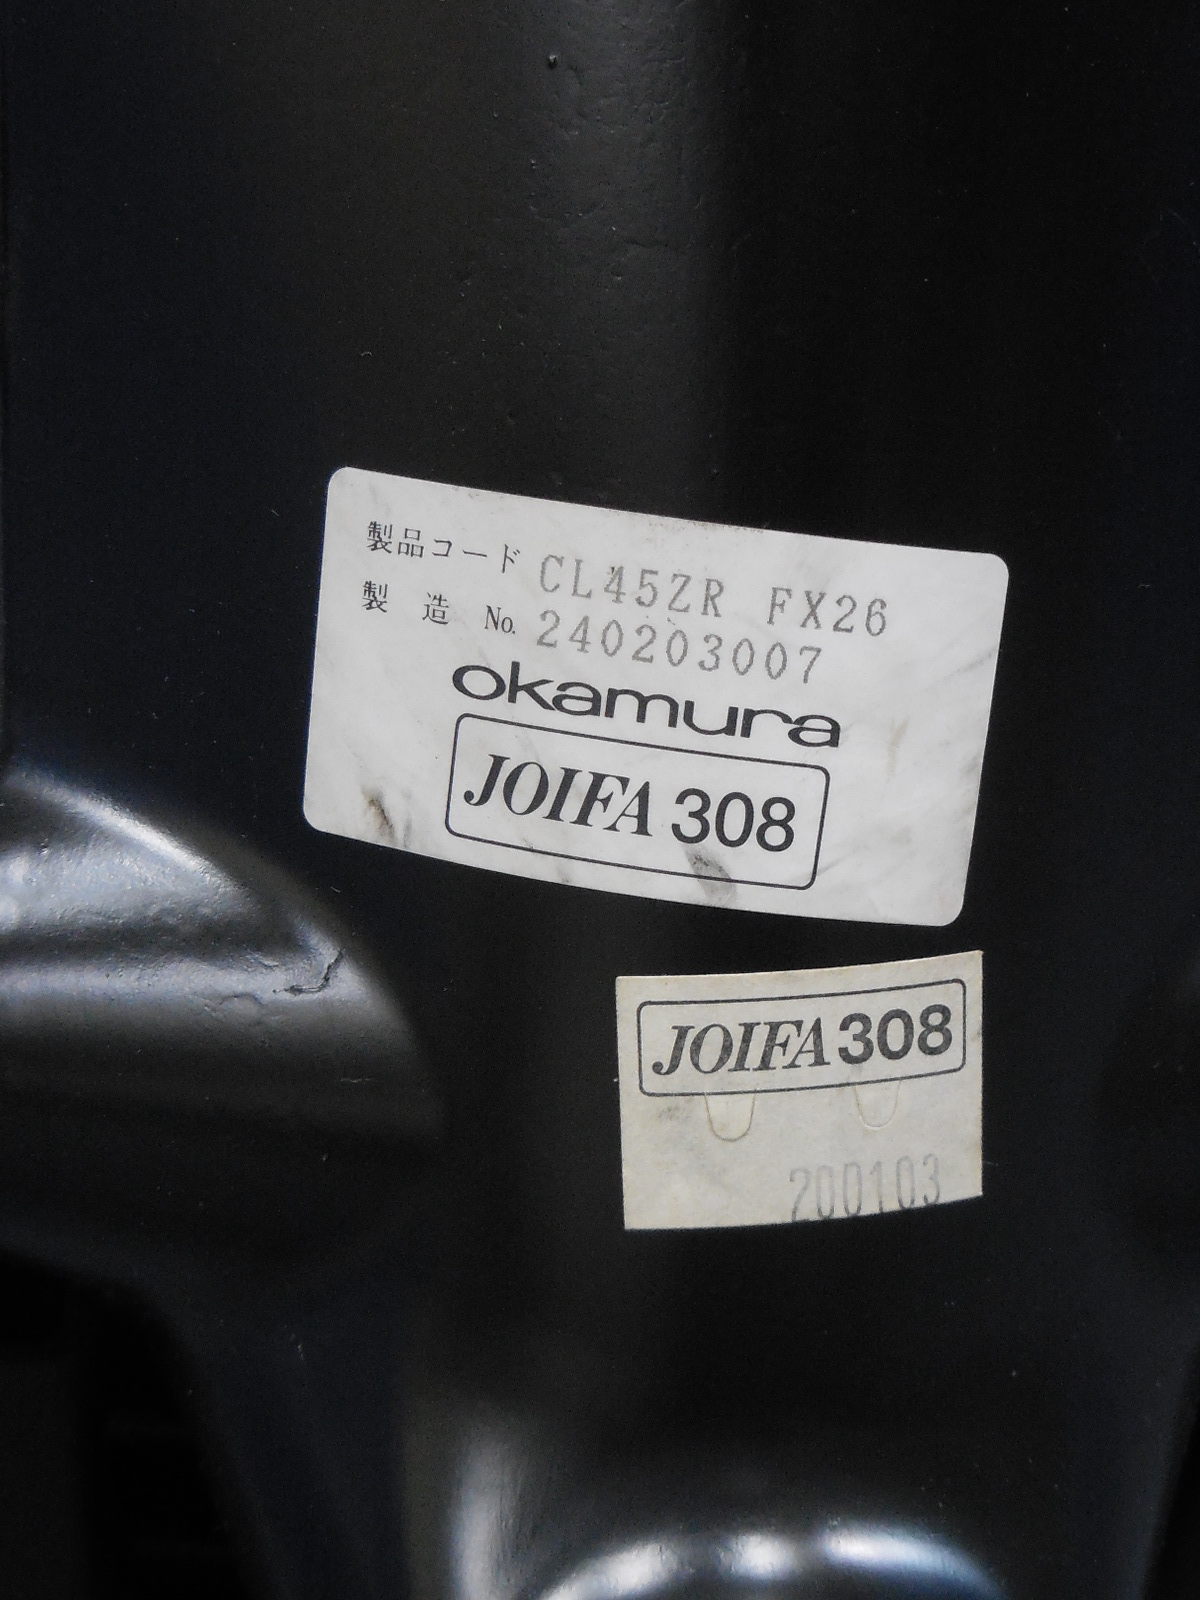 製品コード CL45ZR FX26
製 造 No. 240203007
okamura
JOIFA 308
JOIFA 308
200103